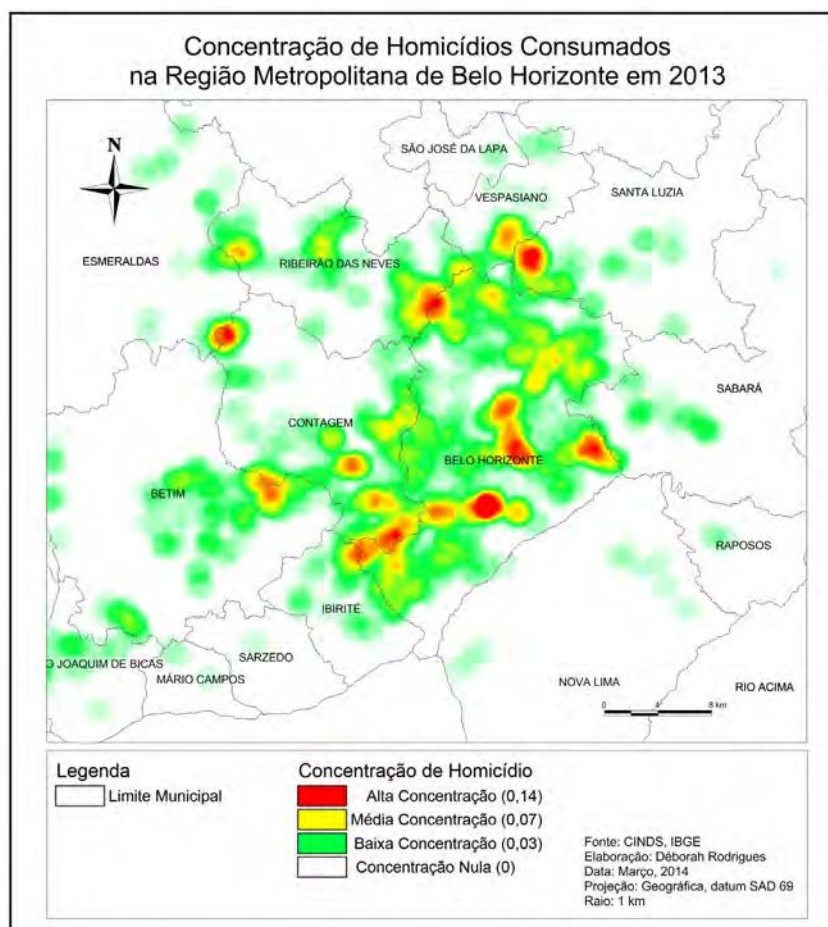 Concentração de Homicídios Consumados
na Região Metropolitana de Belo Horizonte em 2013
N
SÃO JOSÉ DA LAPA
VESPASIANO
SANTA LUZIA
ESMERALDAS
RIBEIRÃO DAS NEVES
SABARÁ
CONTAGEM
BELO HORIZONTE
BETIM
RAPOSOS
IBIRITÉ
O JOAQUIM DE BICAS
SARZEDO
MÁRIO CAMPOS
NOVA LIMA
RIO ACIMA
0 4 8 km
Legenda
Limite Municipal
Concentração de Homicídio
Alta Concentração (0,14)
Média Concentração (0,07)
Baixa Concentração (0,03)
Concentração Nula (0)
Fonte: CINDS, IBGE
Elaboração: Déborah Rodrigues
Data: Março, 2014
Projeção: Geográfica, datum SAD 69
Raio: 1 km